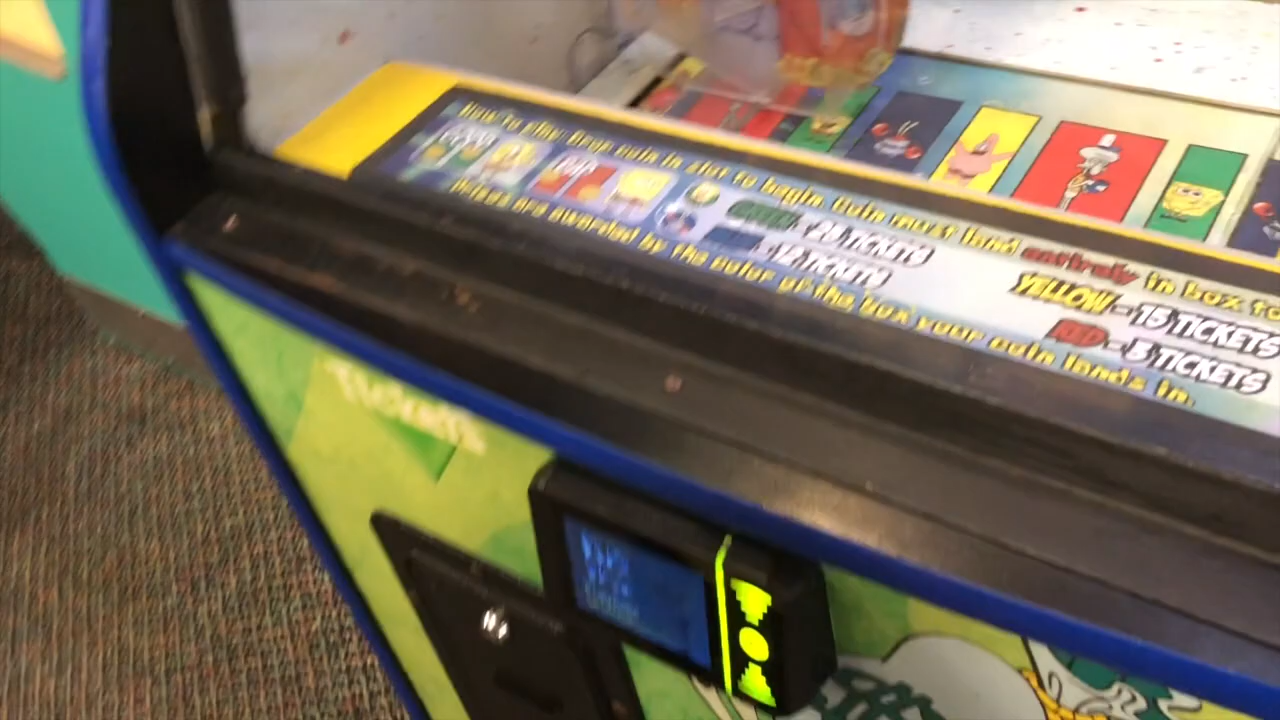 How to play: Drop coin in slot to begin. Coin must land entirely in box to
GREEN - 25 TICKETS
YELLOW - 15 TICKETS
- 12 TICKETS
RED - 5 TICKETS
Prizes are awarded by the color of the box your coin lands in.
TICKETS